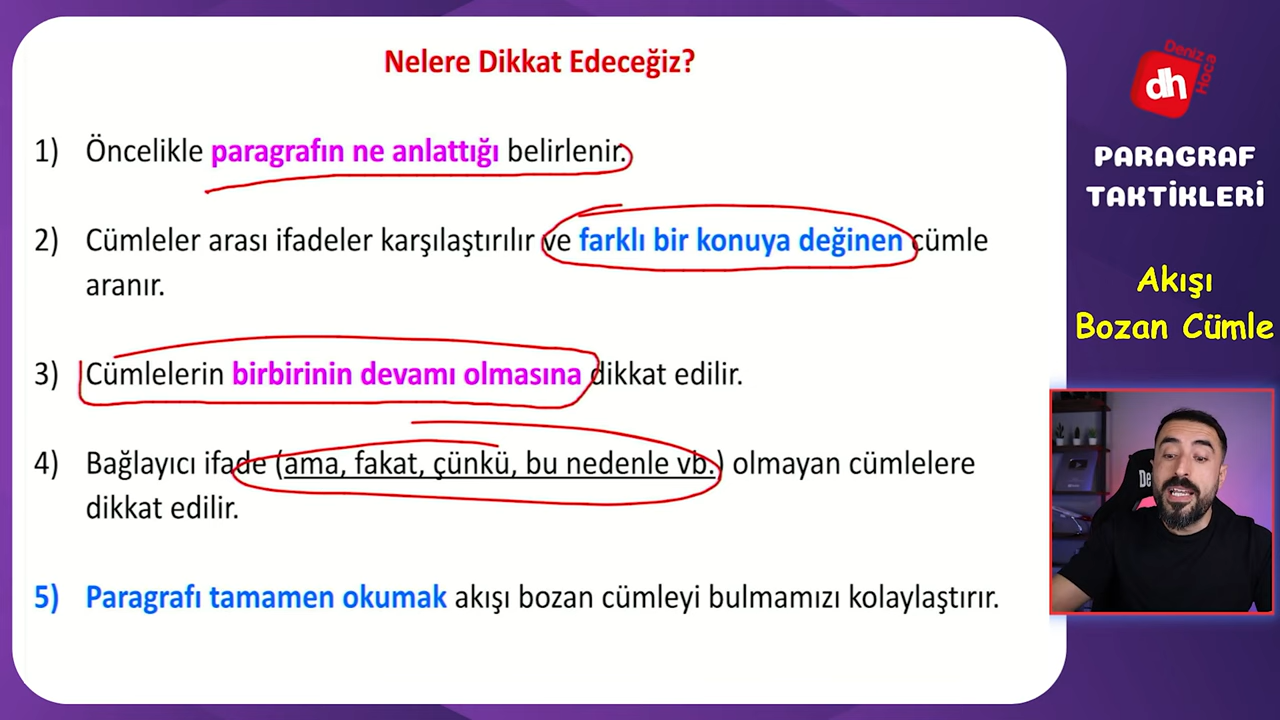 Nelere Dikkat Edeceğiz?
1) Öncelikle paragrafın ne anlattığı belirlenir.
2) Cümleler arası ifadeler karşılaştırılır ve farklı bir konuya değinen cümle
aranır.
3) Cümlelerin birbirinin devamı olmasına dikkat edilir.
4) Bağlayıcı ifade (ama, fakat, çünkü, bu nedenle vb.) olmayan cümlelere
dikkat edilir.
5) Paragrafı tamamen okumak akışı bozan cümleyi bulmamızı kolaylaştırır.
Deniz
Hoca
dh
PARAGRAF
TAKTİKLERİ
Akışı
Bozan Cümle